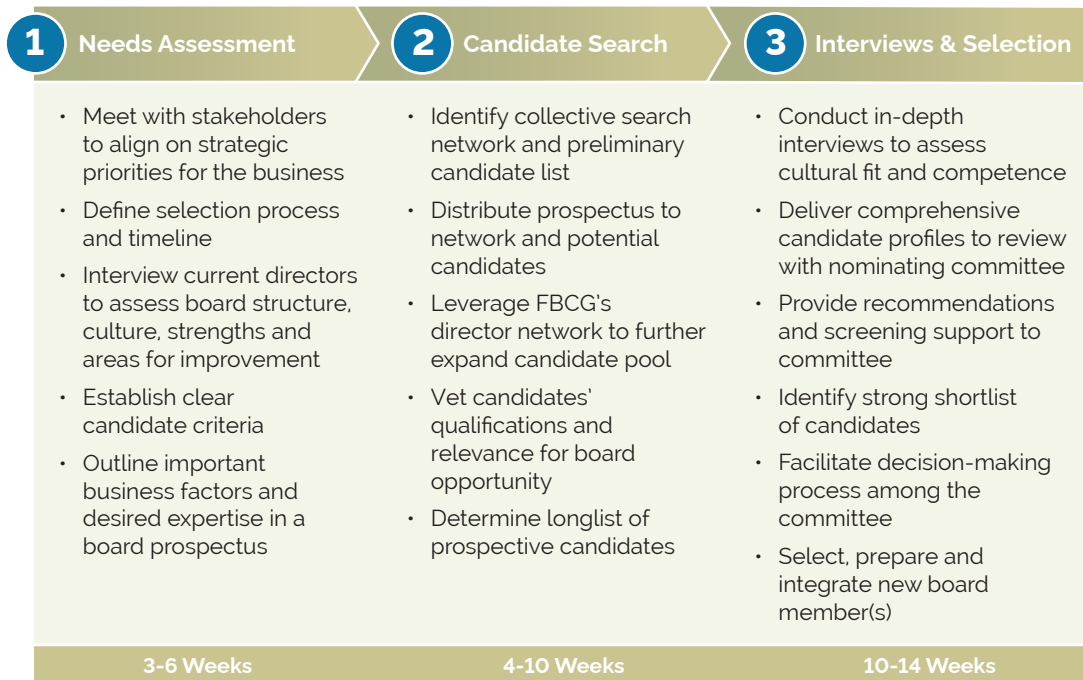 1 Needs Assessment
• Meet with stakeholders
to align on strategic
priorities for the business
• Define selection process
and timeline
• Interview current directors
to assess board structure,
culture, strengths and
areas for improvement
• Establish clear
candidate criteria
• Outline important
business factors and
desired expertise in a
board prospectus
3-6 Weeks
2 Candidate Search
• Identify collective search
network and preliminary
candidate list
• Distribute prospectus to
network and potential
candidates
• Leverage FBCG's
director network to further
expand candidate pool
• Vet candidates'
qualifications and
relevance for board
opportunity
• Determine longlist of
prospective candidates
4-10 Weeks
3 Interviews & Selection
• Conduct in-depth
interviews to assess
cultural fit and competence
• Deliver comprehensive
candidate profiles to review
with nominating committee
• Provide recommendations
and screening support to
committee
• Identify strong shortlist
of candidates
• Facilitate decision-making
process among the
committee
• Select, prepare and
integrate new board
member(s)
10-14 Weeks